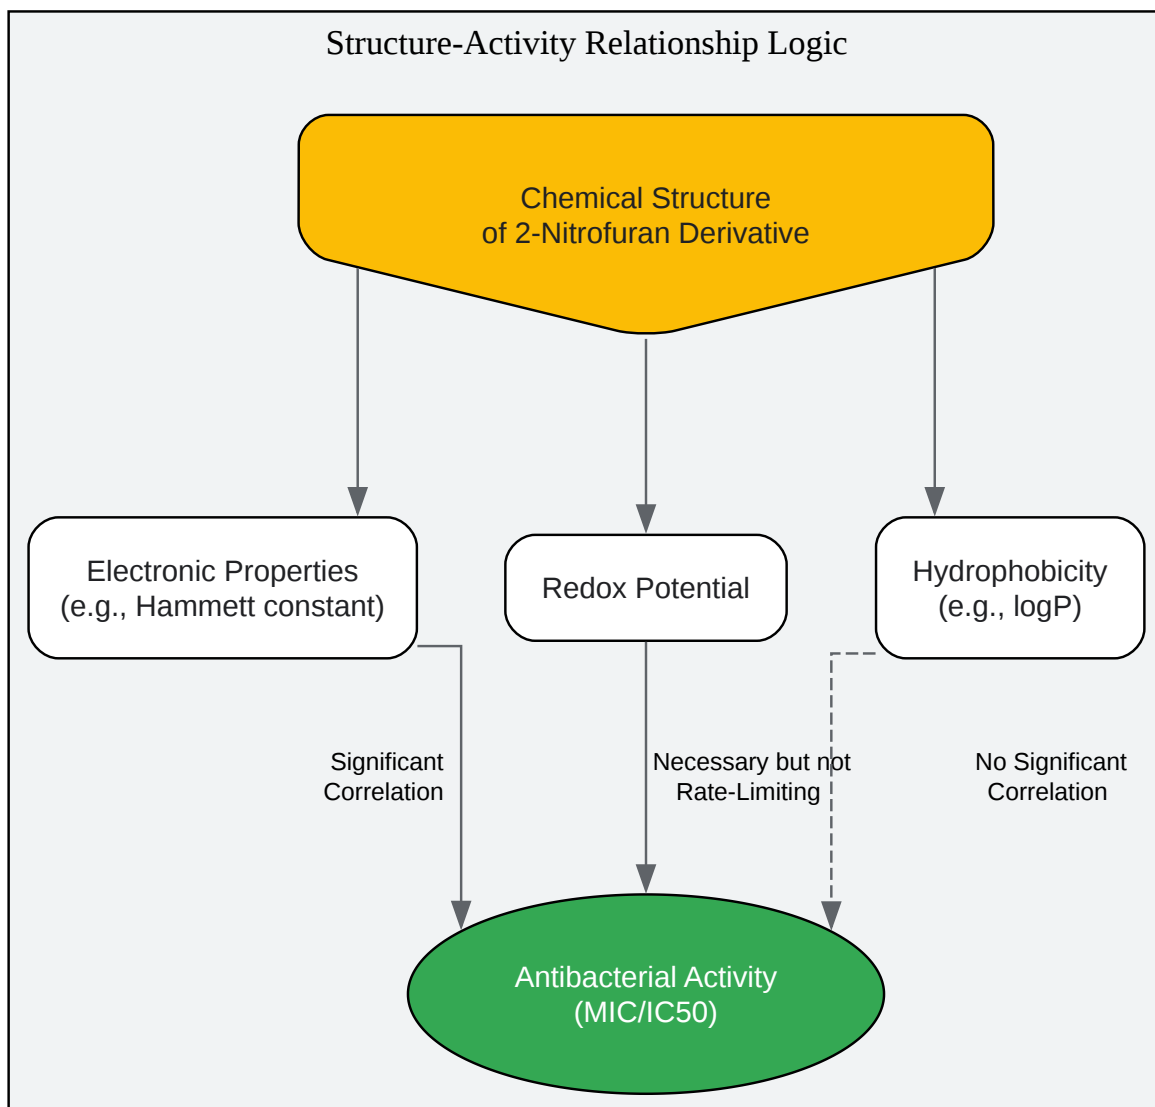 Structure-Activity Relationship Logic
Chemical Structure
of 2-Nitrofuran Derivative
Electronic Properties
(e.g., Hammett constant)
Redox Potential
Hydrophobicity
(e.g., logP)
Significant
Correlation
Necessary but not
Rate-Limiting
No Significant
Correlation
Antibacterial Activity
(MIC/IC50)